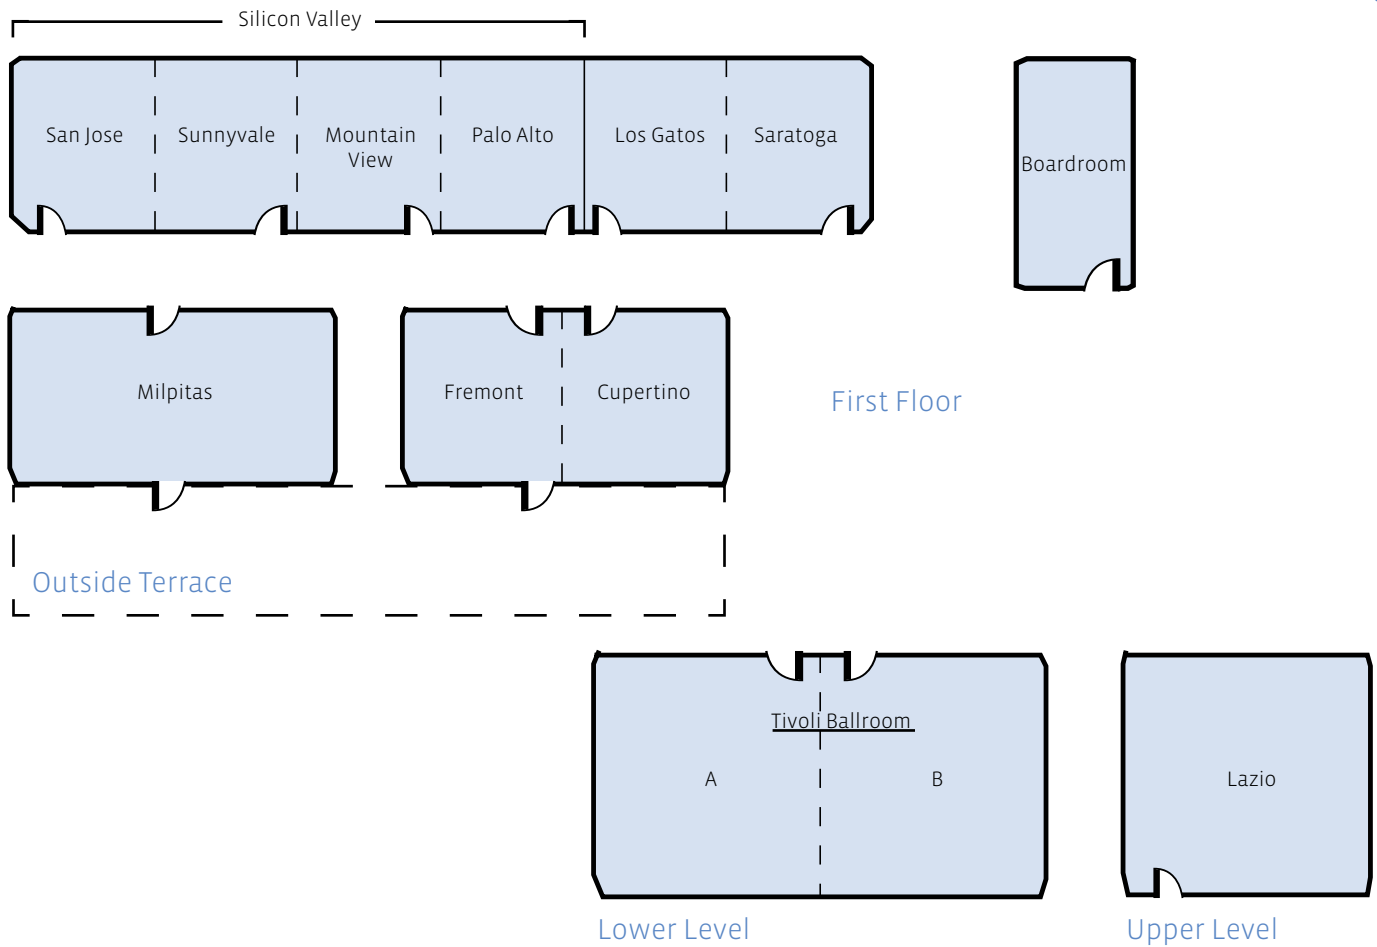 Silicon Valley
San Jose
Sunnyvale
Mountain
View
Palo Alto
Los Gatos
Saratoga
Boardroom
Milpitas
Fremont
Cupertino
First Floor
Outside Terrace
Tivoli Ballroom
A
B
Lazio
Lower Level
Upper Level